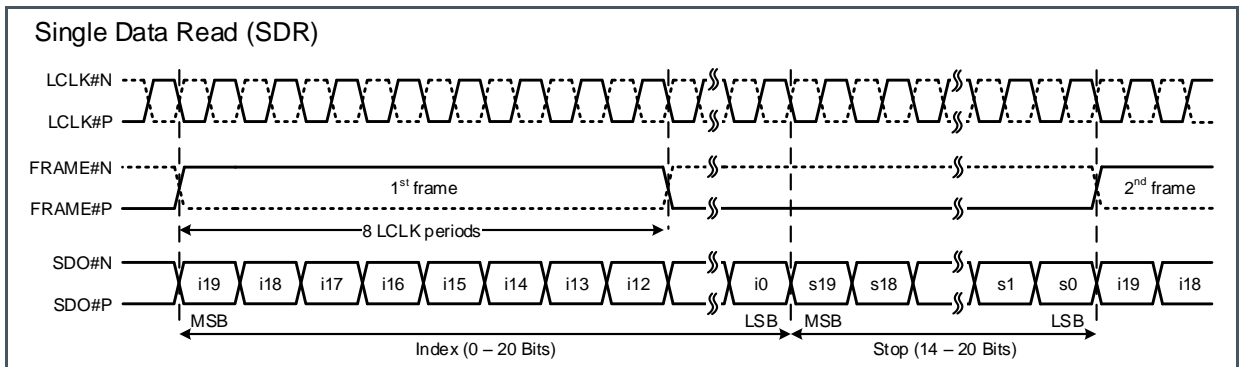 Single Data Read (SDR)
LCLK#N
LCLK#P
FRAME#N
1st frame
2nd frame
FRAME#P
8 LCLK periods
SDO#N
i19 i18 i17 i16 i15 i14 i13 i12 i0 s19 s18 s1 s0 i19 i18
SDO#P
MSB LSB MSB LSB
Index (0 – 20 Bits) Stop (14 – 20 Bits)